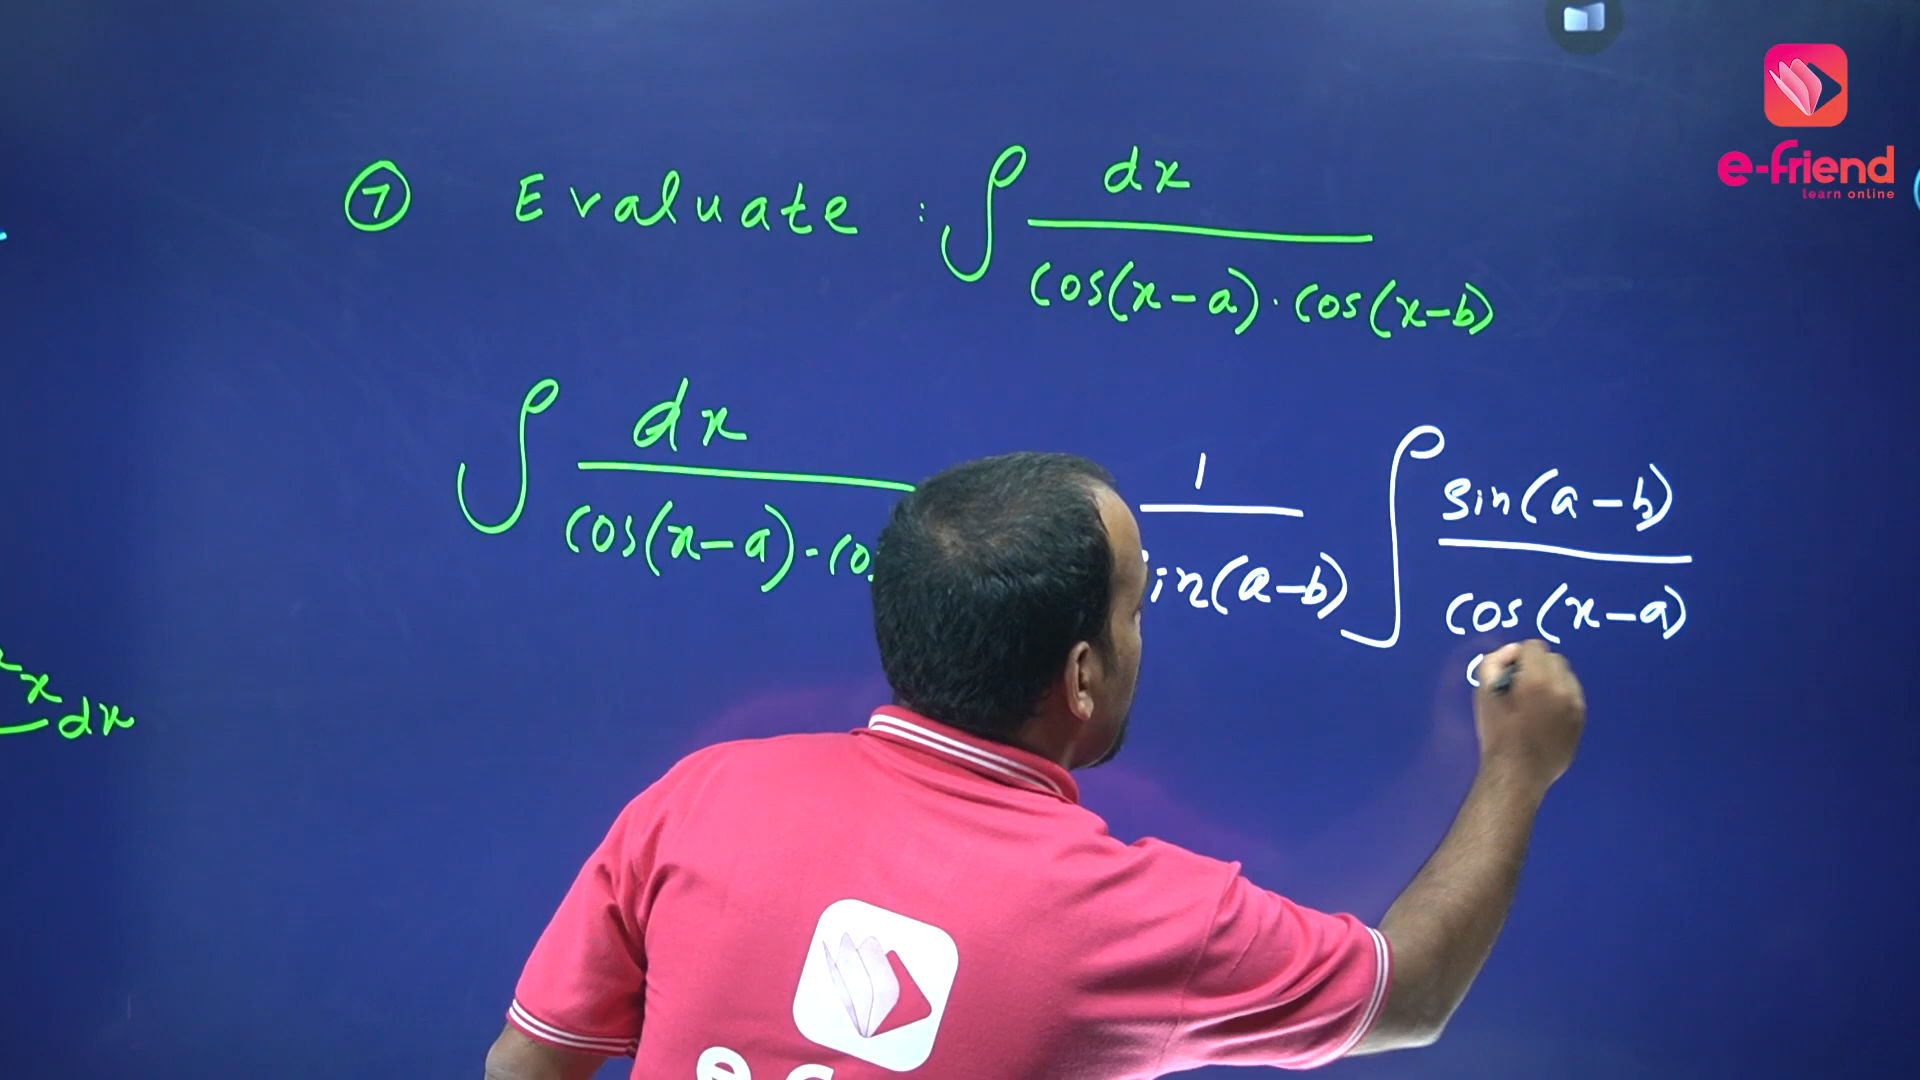 e-friend
learn online
⑦ Evaluate : ∫ dx / cos(x-a)·cos(x-b)
∫ dx / cos(x-a)·co
1 / in(a-b) ∫ sin(a-b) / cos(x-a)
x dx